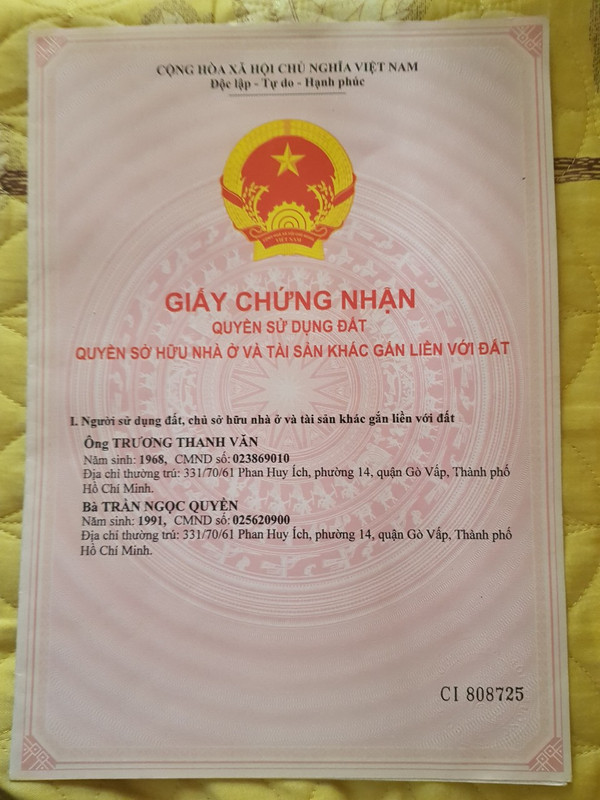 CỘNG HÒA XÃ HỘI CHỦ NGHĨA VIỆT NAM
Độc lập - Tự do - Hạnh phúc
VIỆT NAM
GIẤY CHỨNG NHẬN
QUYỀN SỬ DỤNG ĐẤT
QUYỀN SỞ HỮU NHÀ Ở VÀ TÀI SẢN KHÁC GẮN LIỀN VỚI ĐẤT
I. Người sử dụng đất, chủ sở hữu nhà ở và tài sản khác gắn liền với đất
Ông TRƯƠNG THANH VĂN
Năm sinh: 1968, CMND số: 023869010
Địa chỉ thường trú: 331/70/61 Phan Huy Ích, phường 14, quận Gò Vấp, Thành phố
Hồ Chí Minh.
Bà TRẦN NGỌC QUYÊN
Năm sinh: 1991, CMND số: 025620900
Địa chỉ thường trú: 331/70/61 Phan Huy Ích, phường 14, quận Gò Vấp, Thành phố
Hồ Chí Minh.
CI 808725